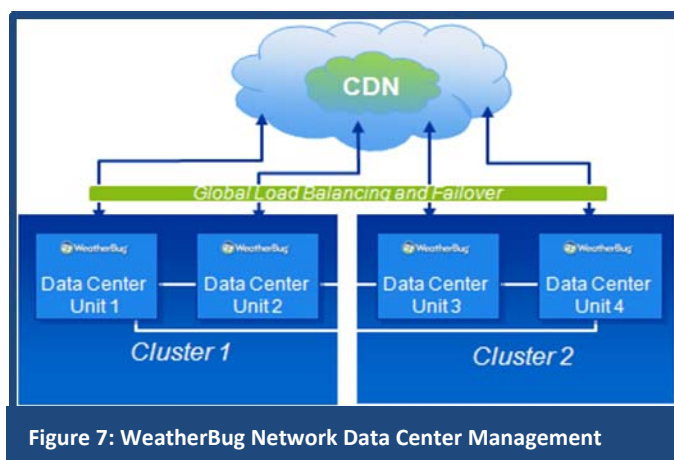 CDN
Global Load Balancing and Failover
WeatherBug
Data Center
Unit 1
WeatherBug
Data Center
Unit 2
WeatherBug
Data Center
Unit 3
WeatherBug
Data Center
Unit 4
Cluster 1
Cluster 2
Figure 7: WeatherBug Network Data Center Management